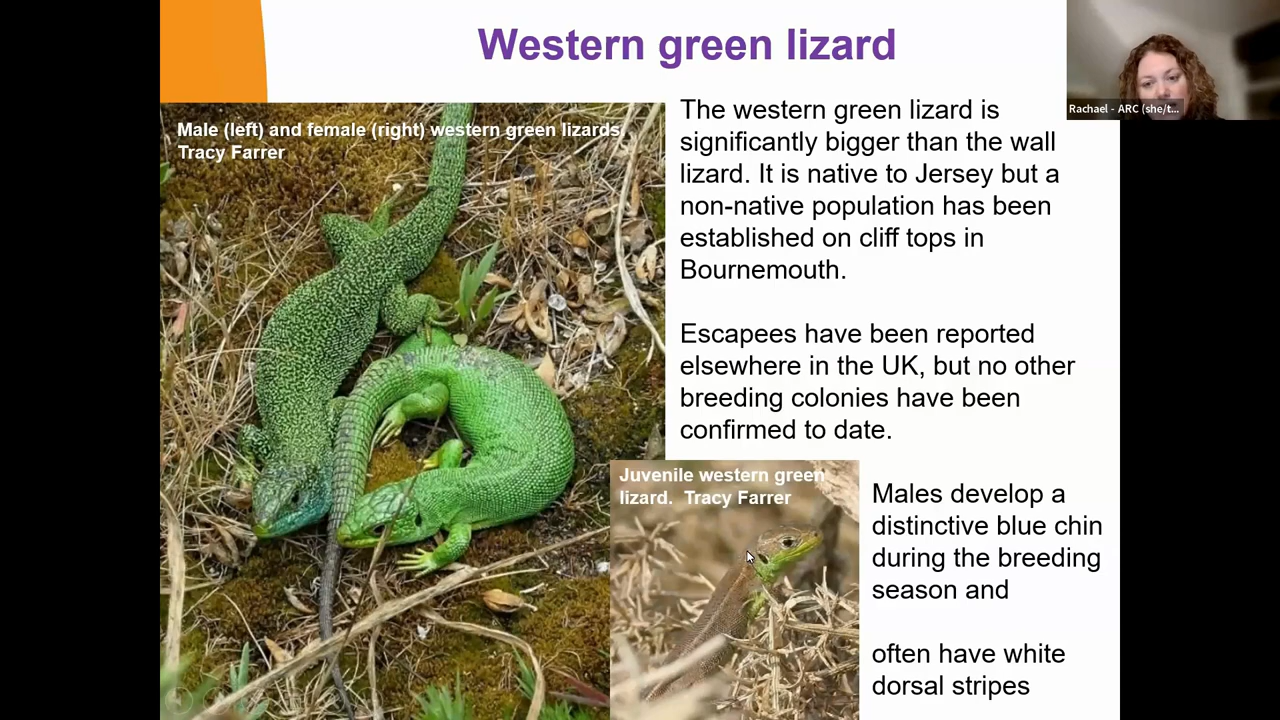 Western green lizard
Rachael - ARC (she/t...
Male (left) and female (right) western green lizards
Tracy Farrer
The western green lizard is
significantly bigger than the wall
lizard. It is native to Jersey but a
non-native population has been
established on cliff tops in
Bournemouth.
Escapees have been reported
elsewhere in the UK, but no other
breeding colonies have been
confirmed to date.
Juvenile western green
lizard. Tracy Farrer
Males develop a
distinctive blue chin
during the breeding
season and
often have white
dorsal stripes